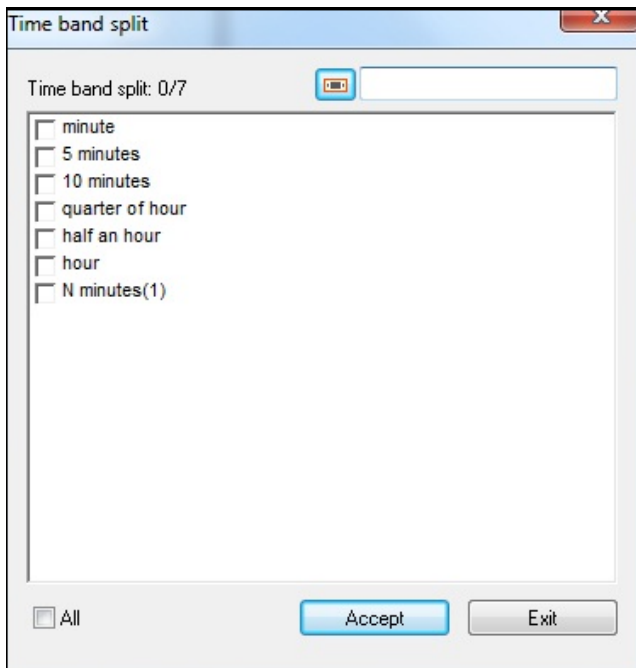 Time band split
Time band split: 0/7
minute
5 minutes
10 minutes
quarter of hour
half an hour
hour
N minutes(1)
All
Accept
Exit